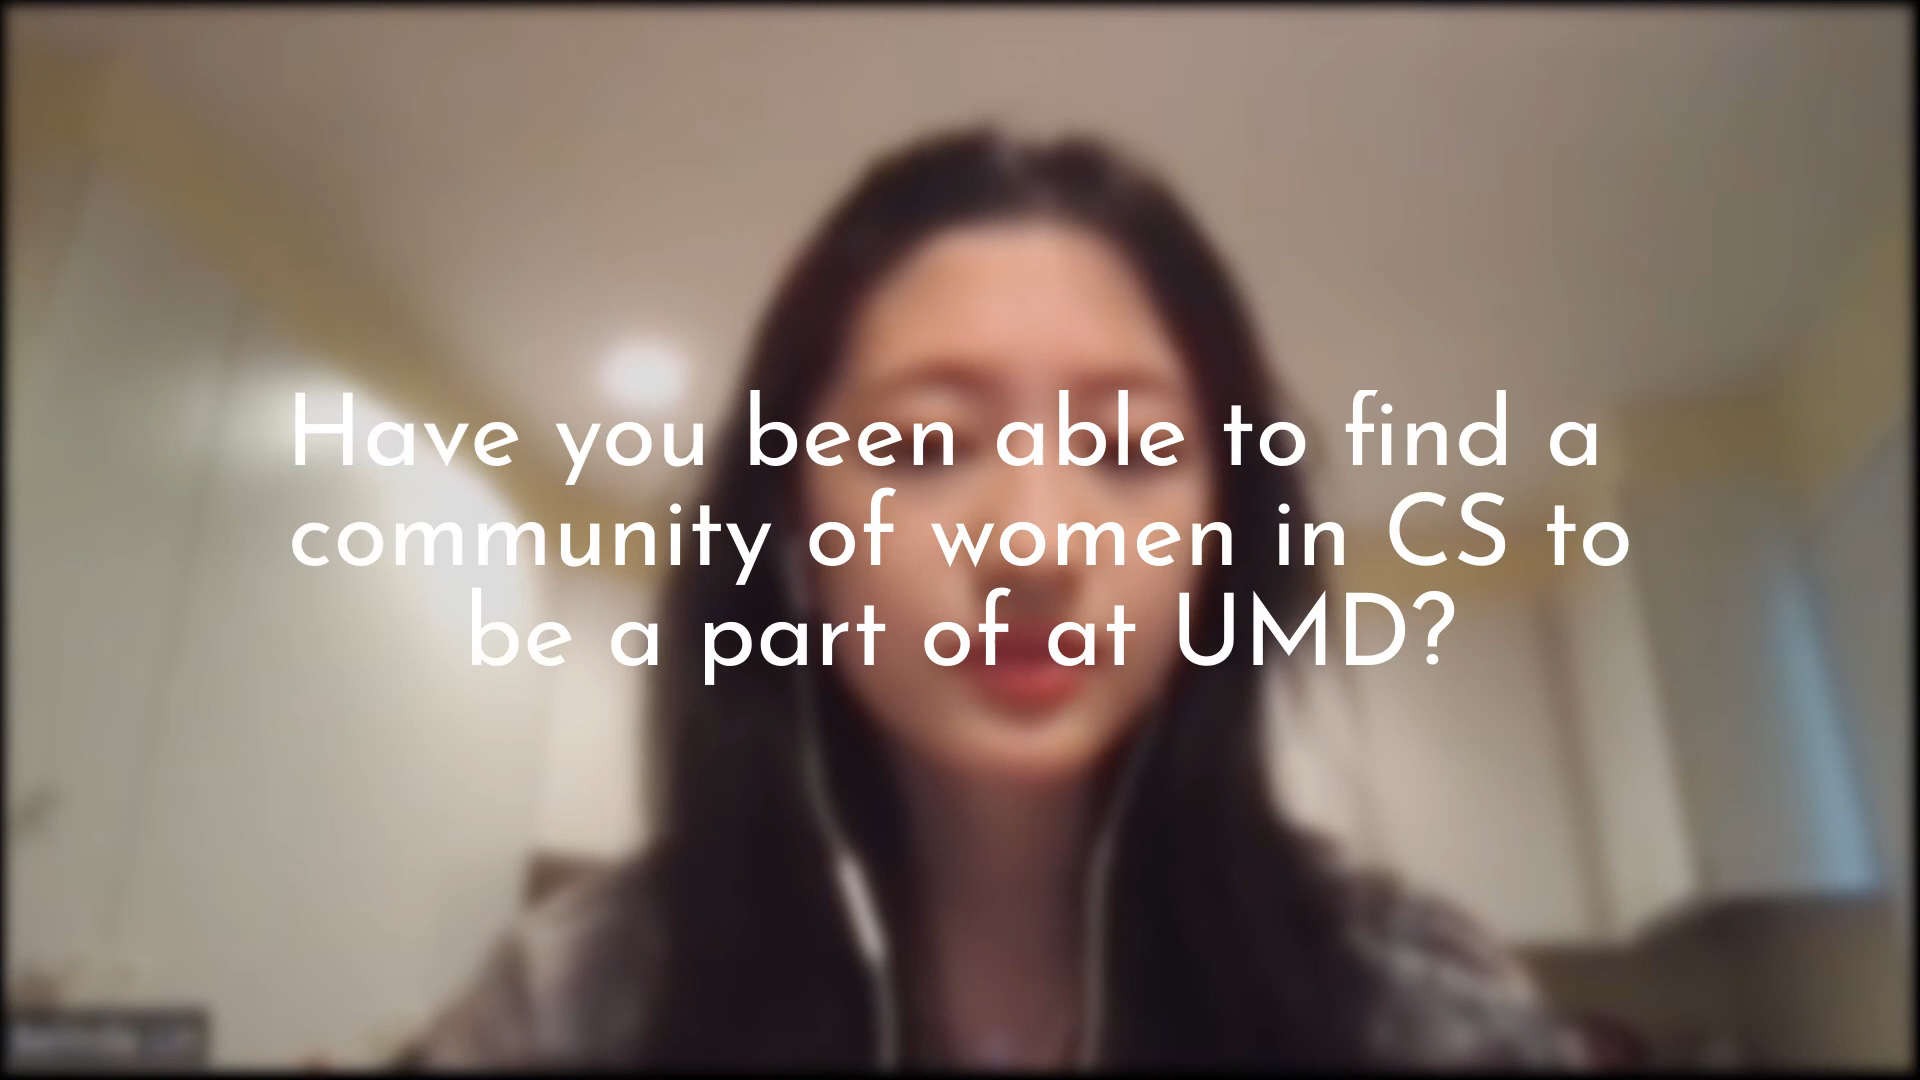 Have you been able to find a
community of women in CS to
be a part of at UMD?